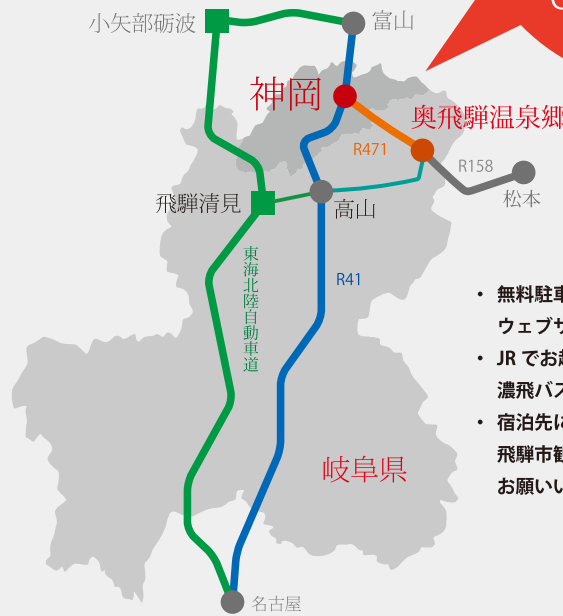 小矢部砺波
富山
神岡
奥飛騨温泉郷
R471
R158
松本
飛騨清見
高山
東海北陸自動車道
R41
・ 無料駐車
ウェブサ
・ JR でお越
濃飛バス
・ 宿泊先に
飛騨市観
お願いい
岐阜県
名古屋